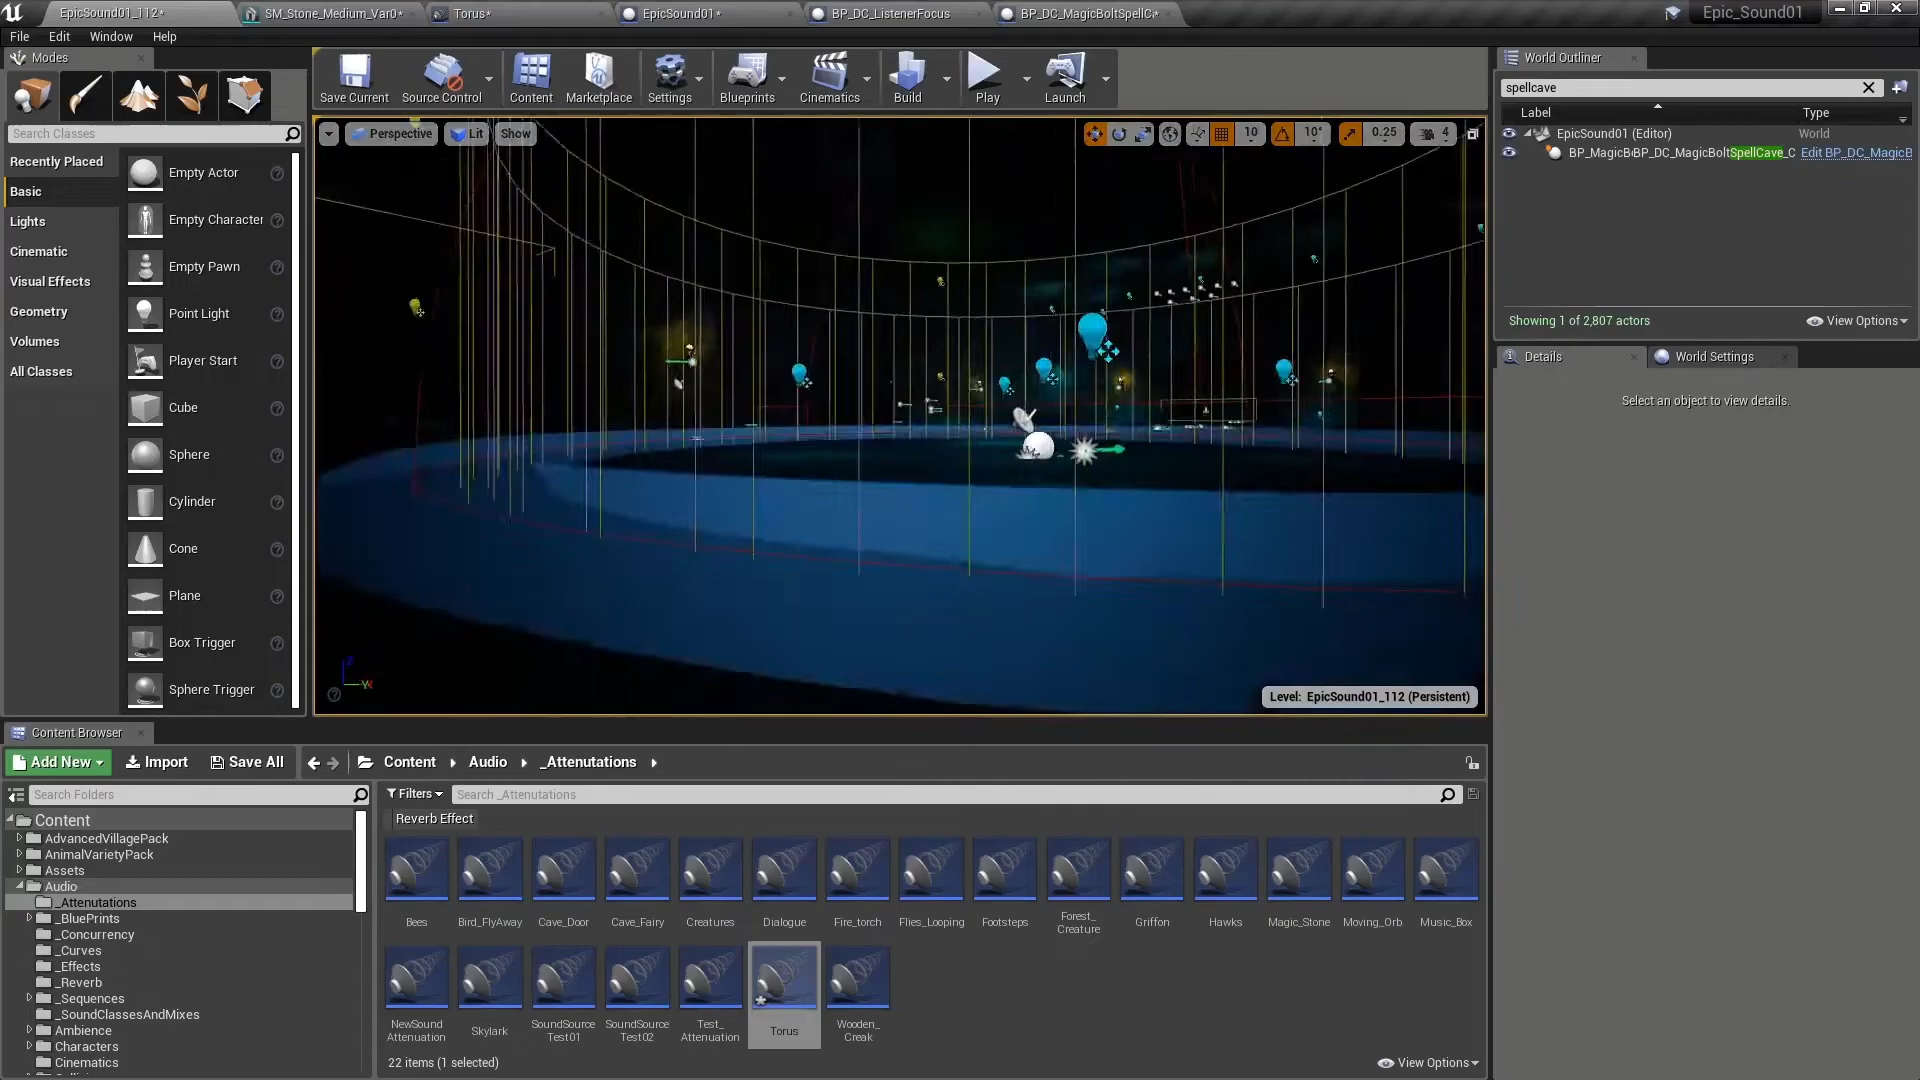 EpicSound01_112*
SM_Stone_Medium_Var0*
Torus*
EpicSound01*
BP_DC_ListenerFocus
BP_DC_MagicBoltSpellC*
Epic_Sound01
File
Edit
Window
Help
Modes
Save Current
Source Control
Content
Marketplace
Settings
Blueprints
Cinematics
Build
Play
Launch
World Outliner
spellcave
Label
Type
EpicSound01 (Editor)
World
BP_DC_MagicBoltSpellCave_C
Edit BP_DC_MagicB
Showing 1 of 2,807 actors
View Options
Details
World Settings
Select an object to view details.
Search Classes
Recently Placed
Basic
Lights
Cinematic
Visual Effects
Geometry
Volumes
All Classes
Empty Actor
Empty Character
Empty Pawn
Point Light
Player Start
Cube
Sphere
Cylinder
Cone
Plane
Box Trigger
Sphere Trigger
Perspective
Lit
Show
10
10°
0.25
4
Level: EpicSound01_112 (Persistent)
Content Browser
Add New
Import
Save All
Content
Audio
_Attenutations
Search Folders
Filters
Search _Attenutations
Reverb Effect
Content
AdvancedVillagePack
AnimalVarietyPack
Assets
Audio
_Attenutations
_BluePrints
_Concurrency
_Curves
_Effects
_Reverb
_Sequences
_SoundClassesAndMixes
Ambience
Characters
Cinematics
Bees
Bird_FlyAway
Cave_Door
Cave_Fairy
Creatures
Dialogue
Fire_torch
Flies_Looping
Footsteps
Forest_
Creature
Griffon
Hawks
Magic_Stone
Moving_Orb
Music_Box
NewSound
Attenuation
Skylark
SoundSource
Test01
SoundSource
Test02
Test_
Attenuation
Torus
Wooden_
Creak
22 items (1 selected)
View Options